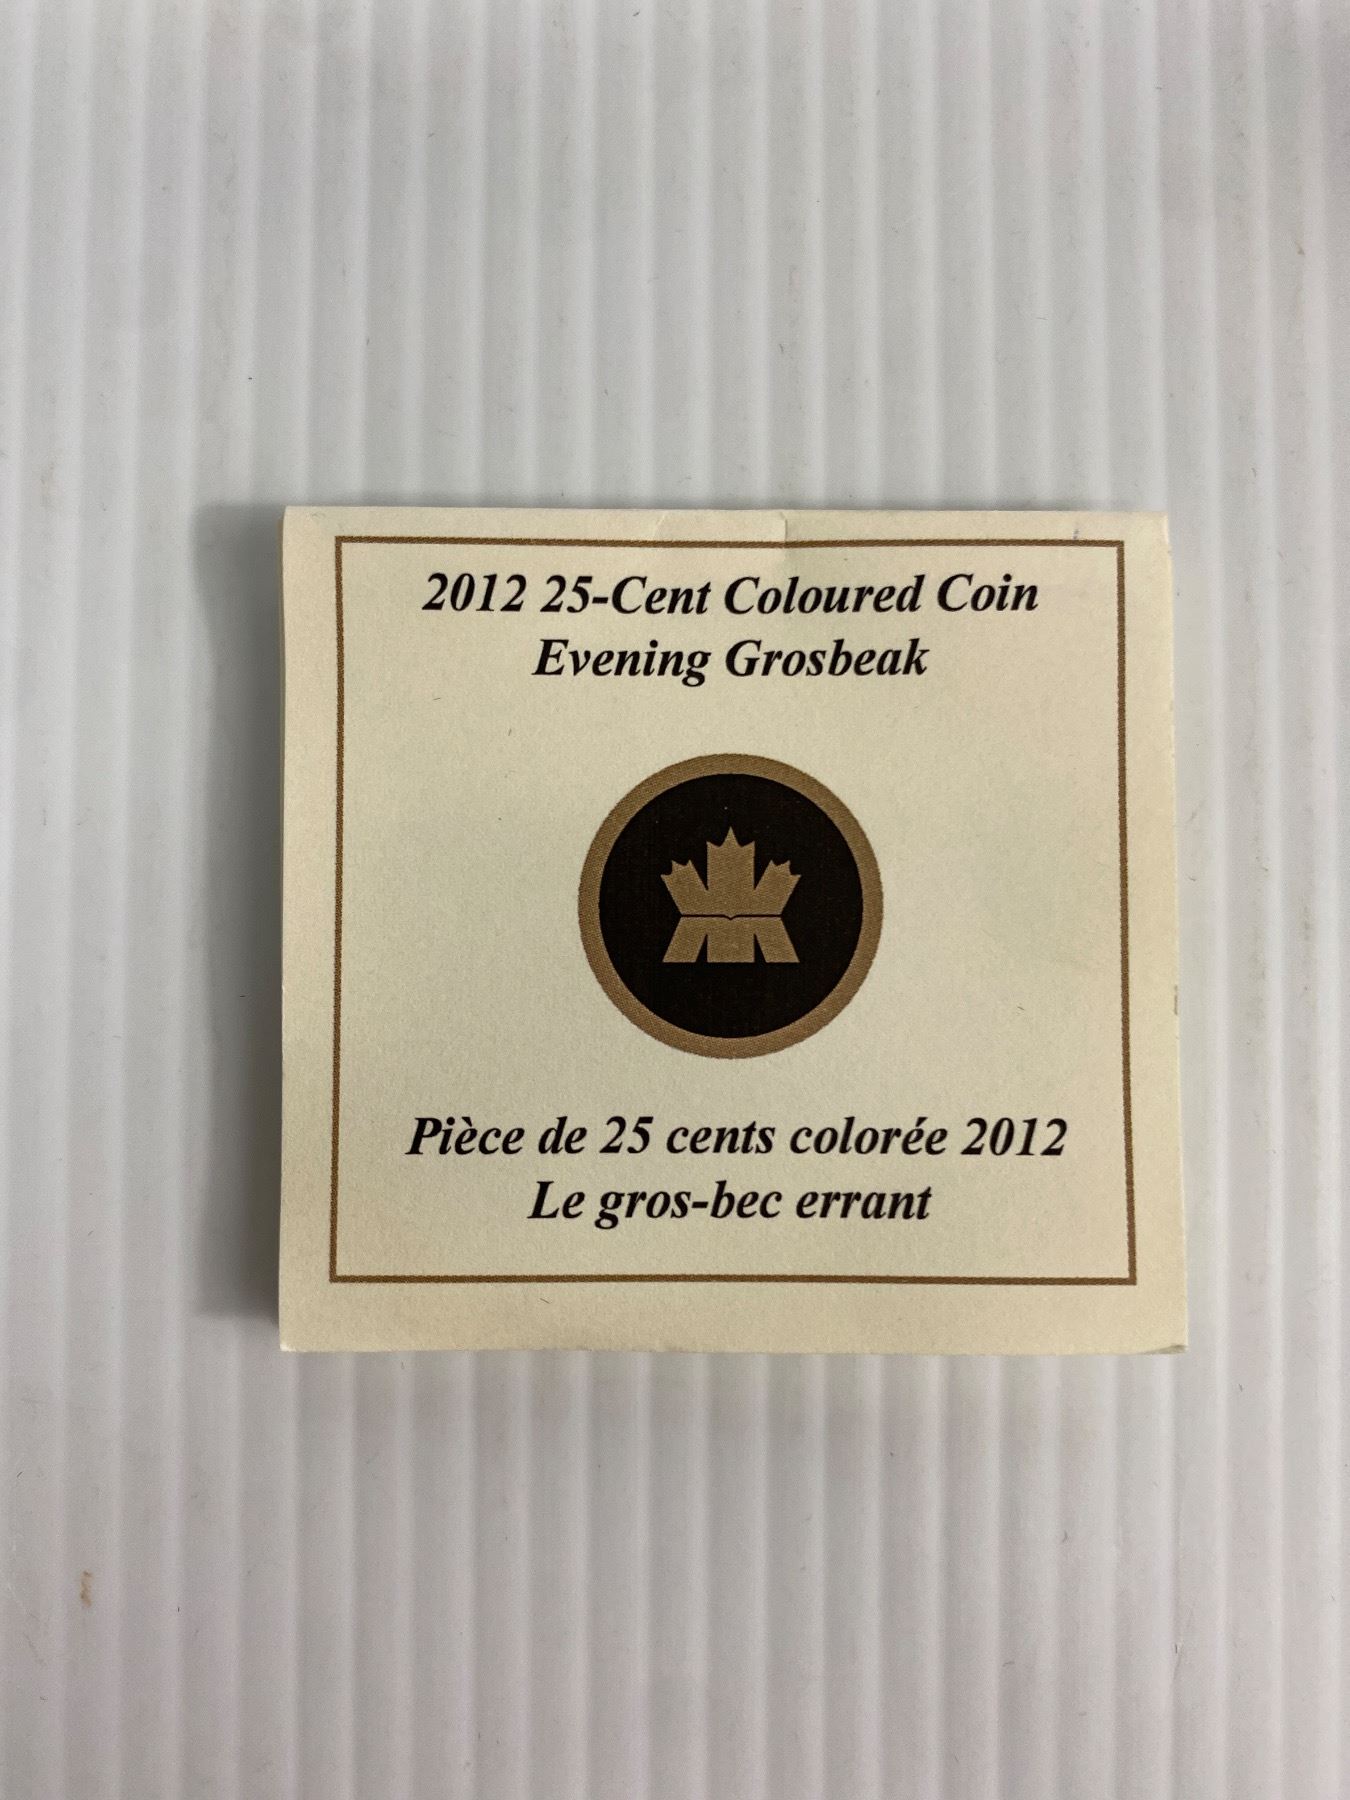 2012 25-Cent Coloured Coin
Evening Grosbeak
Pièce de 25 cents colorée 2012
Le gros-bec errant